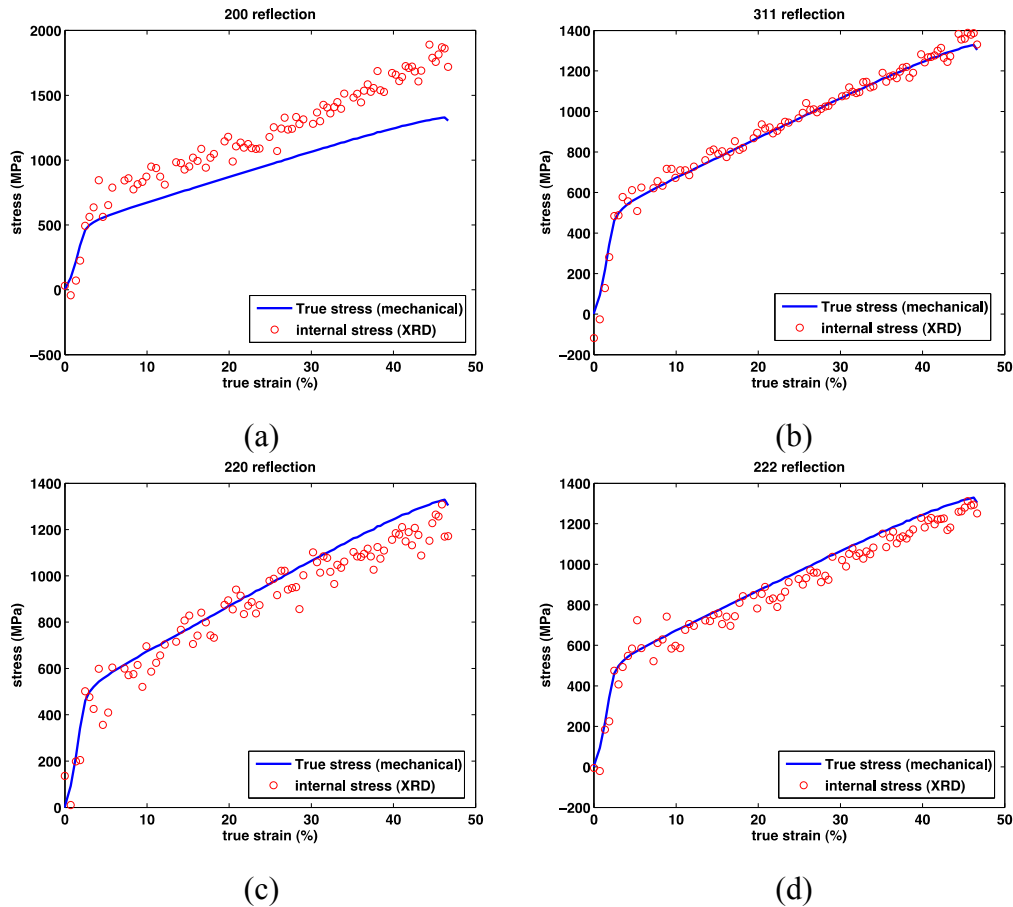 200 reflection
2000
1500
1000
500
0
−500
stress (MPa)
0 10 20 30 40 50
true strain (%)
True stress (mechanical)
internal stress (XRD)
(a)
311 reflection
1400
1200
1000
800
600
400
200
0
−200
stress (MPa)
0 10 20 30 40 50
true strain (%)
True stress (mechanical)
internal stress (XRD)
(b)
220 reflection
1400
1200
1000
800
600
400
200
0
stress (MPa)
0 10 20 30 40 50
true strain (%)
True stress (mechanical)
internal stress (XRD)
(c)
222 reflection
1400
1200
1000
800
600
400
200
0
−200
stress (MPa)
0 10 20 30 40 50
true strain (%)
True stress (mechanical)
internal stress (XRD)
(d)